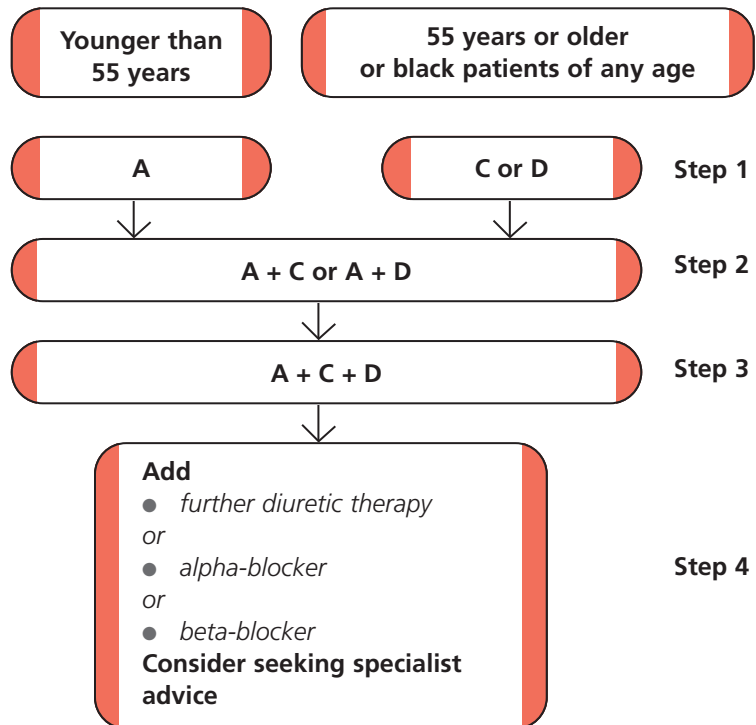 Younger than
55 years
55 years or older
or black patients of any age
A
C or D
Step 1
A + C or A + D
Step 2
A + C + D
Step 3
Add
● further diuretic therapy
or
● alpha-blocker
or
● beta-blocker
Consider seeking specialist
advice
Step 4